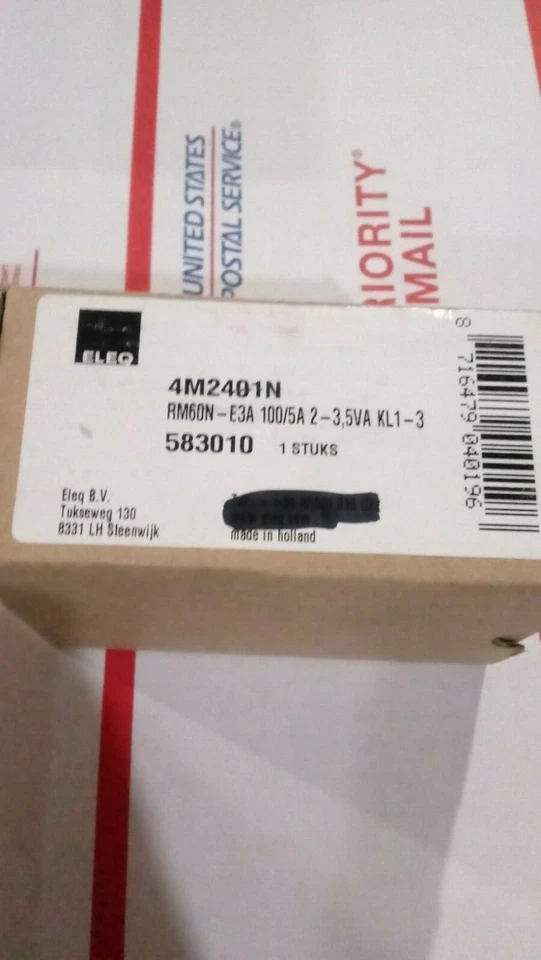 UNITED STATES
POSTAL SERVICE®
RIORITY®
MAIL
ELEQ
4M2401N
RM60N-E3A 100/5A 2-3,5VA KL1-3
583010 1 STUKS
Eleq B.V.
Tukseweg 130
8331 LH Steenwijk
made in holland
8 716479 040196